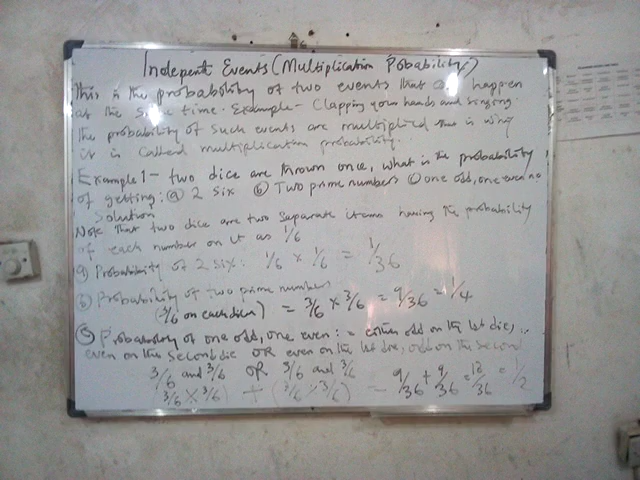 Indepent Events (Multiplication Probability)
This is the probability of two events that can happen
at the same time. Example - Clapping your hands and singing.
The probability of such events are multiplied that is why
it is called multiplication probability.
Example 1 - two dice are thrown once, what is the probability
of getting: (a) 2 six (b) Two prime numbers (c) one odd, one even no
Solution
Note that two dice are two separate items having the probability
of each number on it as 1/6
a) Probability of 2 six: 1/6 × 1/6 = 1/36
b) Probability of two prime numbers
(3/6 on each dice) = 3/6 × 3/6 = 9/36 = 1/4
c) Probability of one odd, one even: = either odd on the 1st die,
even on the second die OR even on the 1st die, odd on the second
3/6 and 3/6 OR 3/6 and 3/6
(3/6 × 3/6) + (3/6 × 3/6) = 9/36 + 9/36 = 18/36 = 1/2